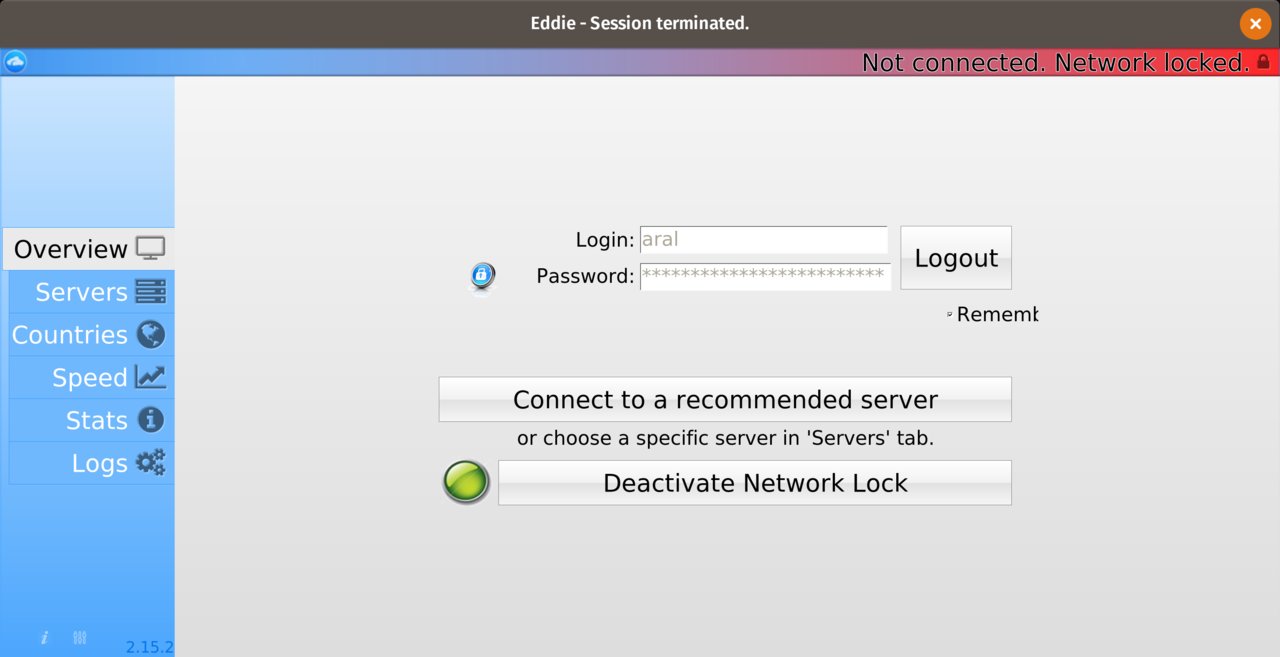 Eddie - Session terminated.
Not connected. Network locked.
Overview
Servers
Countries
Speed
Stats
Logs
Login: aral
Password: *************************
Logout
Rememb
Connect to a recommended server
or choose a specific server in 'Servers' tab.
Deactivate Network Lock
2.15.2